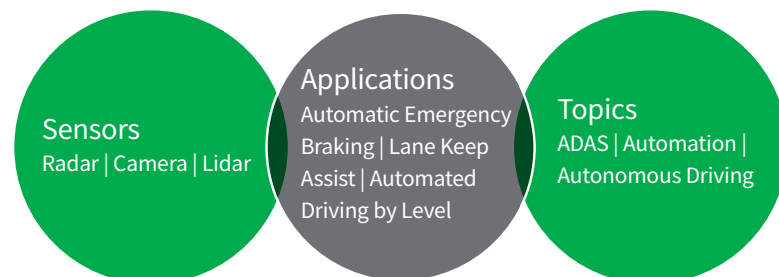 Sensors
Radar | Camera | Lidar
Applications
Automatic Emergency
Braking | Lane Keep
Assist | Automated
Driving by Level
Topics
ADAS | Automation |
Autonomous Driving